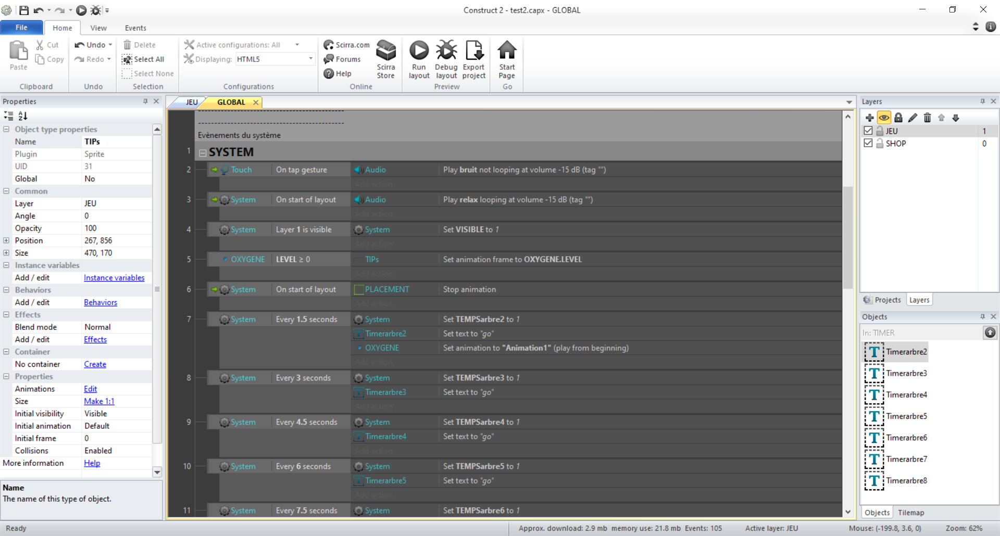 Construct 2 - test2.capx - GLOBAL
File
Home
View
Events
Paste
Cut
Copy
Clipboard
Undo
Redo
Undo
Delete
Select All
Select None
Selection
Active configurations: All
Displaying:
HTML5
Configurations
Scirra.com
Forums
Help
Scirra Store
Online
Run layout
Debug layout
Export project
Preview
Start Page
Go
Properties
Object type properties
Name TIPs
Plugin Sprite
UID 31
Global No
Common
Layer JEU
Angle 0
Opacity 100
Position 267, 856
Size 470, 170
Instance variables
Add / edit Instance variables
Behaviors
Add / edit Behaviors
Effects
Blend mode Normal
Add / edit Effects
Container
No container Create
Properties
Animations Edit
Size Make 1:1
Initial visibility Visible
Initial animation Default
Initial frame 0
Collisions Enabled
More information Help
Name
The name of this type of object.
JEU
GLOBAL
--------------------------------------------
--------------------------------------------
Evènements du système
1 SYSTEM
2 Touch On tap gesture Audio Play bruit not looping at volume -15 dB (tag "")
Add action
3 System On start of layout Audio Play relax looping at volume -15 dB (tag "")
Add action
4 System Layer 1 is visible System Set VISIBLE to 1
Add action
5 OXYGENE LEVEL ≥ 0 TIPs Set animation frame to OXYGENE.LEVEL
Add action
6 System On start of layout PLACEMENT Stop animation
Add action
7 System Every 1.5 seconds System Set TEMPSarbre2 to 1
Timerarbre2 Set text to "go"
OXYGENE Set animation to "Animation1" (play from beginning)
Add action
8 System Every 3 seconds System Set TEMPSarbre3 to 1
Timerarbre3 Set text to "go"
Add action
9 System Every 4.5 seconds System Set TEMPSarbre4 to 1
Timerarbre4 Set text to "go"
Add action
10 System Every 6 seconds System Set TEMPSarbre5 to 1
Timerarbre5 Set text to "go"
Add action
11 System Every 7.5 seconds System Set TEMPSarbre6 to 1
Layers
JEU 1
SHOP 0
Projects
Layers
Objects
In: TIMER
Timerarbre2
Timerarbre3
Timerarbre4
Timerarbre5
Timerarbre6
Timerarbre7
Timerarbre8
Objects
Tilemap
Ready
Approx. download: 2.9 mb memory use: 21.8 mb Events: 105
Active layer: JEU
Mouse: (-199.8, 3.6, 0)
Zoom: 62%